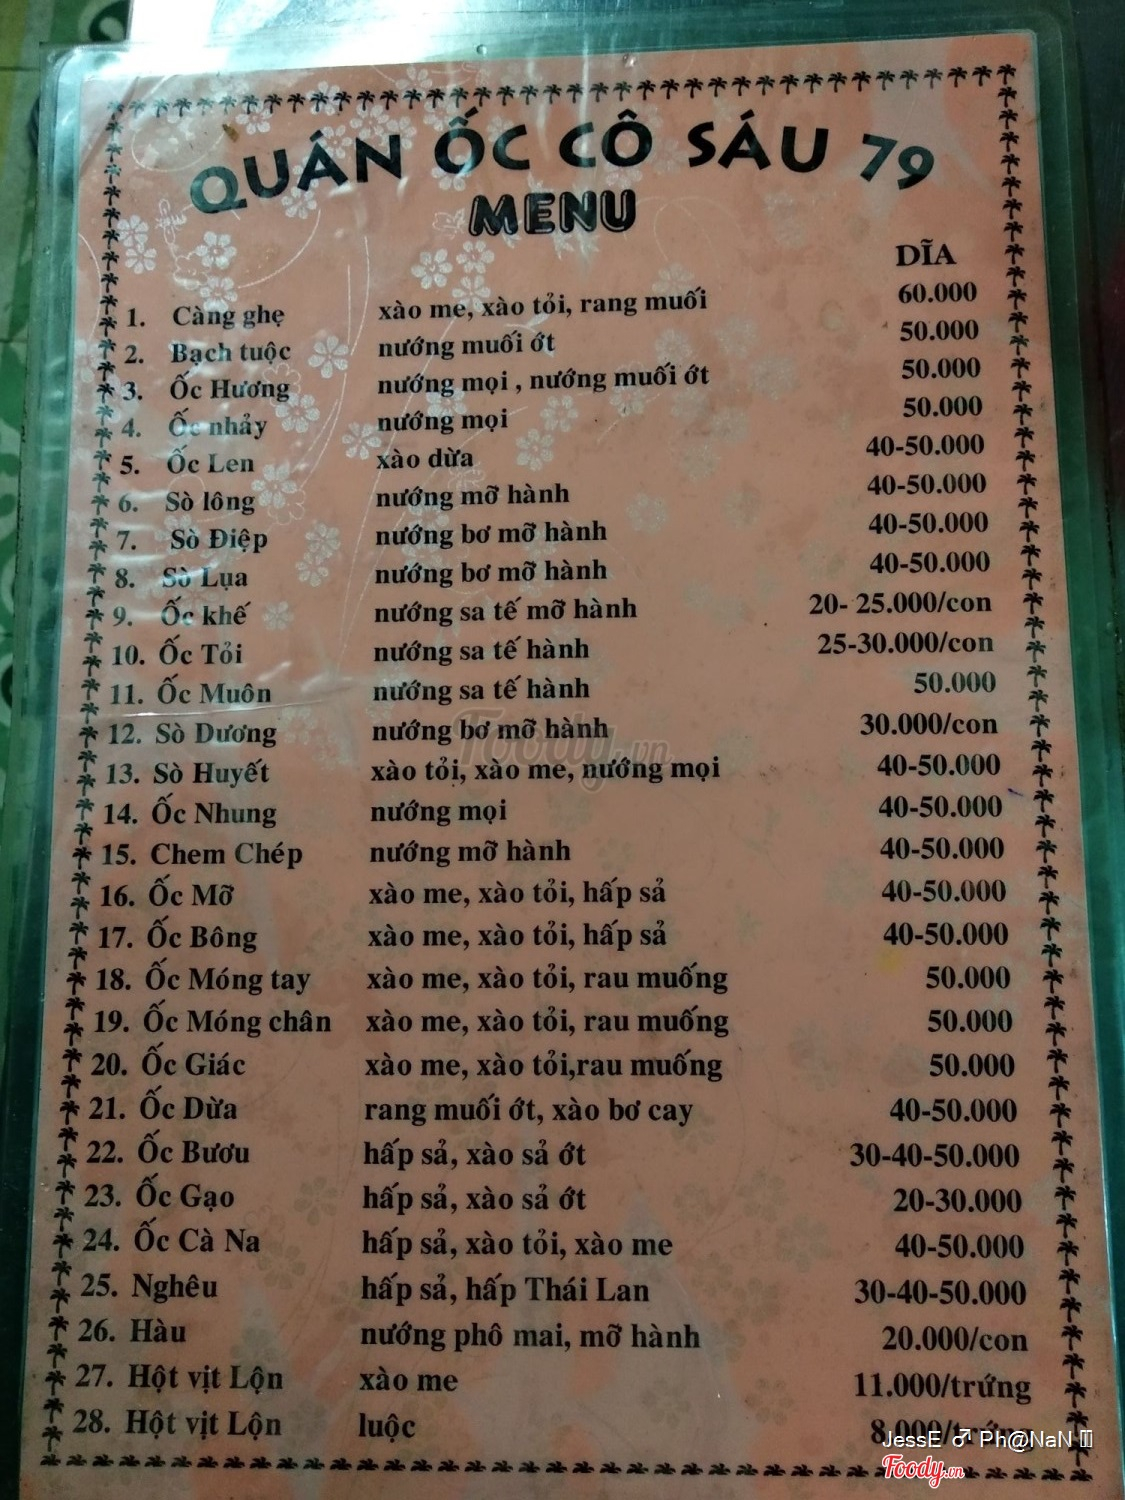 QUÁN ỐC CÔ SÁU 79
MENU
DĨA
1. Càng ghẹ xào me, xào tỏi, rang muối 60.000
2. Bạch tuộc nướng muối ớt 50.000
3. Ốc Hương nướng mọi , nướng muối ớt 50.000
4. Ốc nhảy nướng mọi 50.000
5. Ốc Len xào dừa 40-50.000
6. Sò lông nướng mỡ hành 40-50.000
7. Sò Điệp nướng bơ mỡ hành 40-50.000
8. Sò Lụa nướng bơ mỡ hành 40-50.000
9. Ốc khế nướng sa tế mỡ hành 20- 25.000/con
10. Ốc Tỏi nướng sa tế hành 25-30.000/con
11. Ốc Muôn nướng sa tế hành 50.000
12. Sò Dương nướng bơ mỡ hành 30.000/con
13. Sò Huyết xào tỏi, xào me, nướng mọi 40-50.000
14. Ốc Nhung nướng mọi 40-50.000
15. Chem Chép nướng mỡ hành 40-50.000
16. Ốc Mỡ xào me, xào tỏi, hấp sả 40-50.000
17. Ốc Bông xào me, xào tỏi, hấp sả 40-50.000
18. Ốc Móng tay xào me, xào tỏi, rau muống 50.000
19. Ốc Móng chân xào me, xào tỏi, rau muống 50.000
20. Ốc Giác xào me, xào tỏi,rau muống 50.000
21. Ốc Dừa rang muối ớt, xào bơ cay 40-50.000
22. Ốc Bươu hấp sả, xào sả ớt 30-40-50.000
23. Ốc Gạo hấp sả, xào sả ớt 20-30.000
24. Ốc Cà Na hấp sả, xào tỏi, xào me 40-50.000
25. Nghêu hấp sả, hấp Thái Lan 30-40-50.000
26. Hàu nướng phô mai, mỡ hành 20.000/con
27. Hột vịt Lộn xào me 11.000/trứng
28. Hột vịt Lộn luộc 8.000/trứng
JessE ♂ Ph@NaN
Foody.vn
Foody.vn